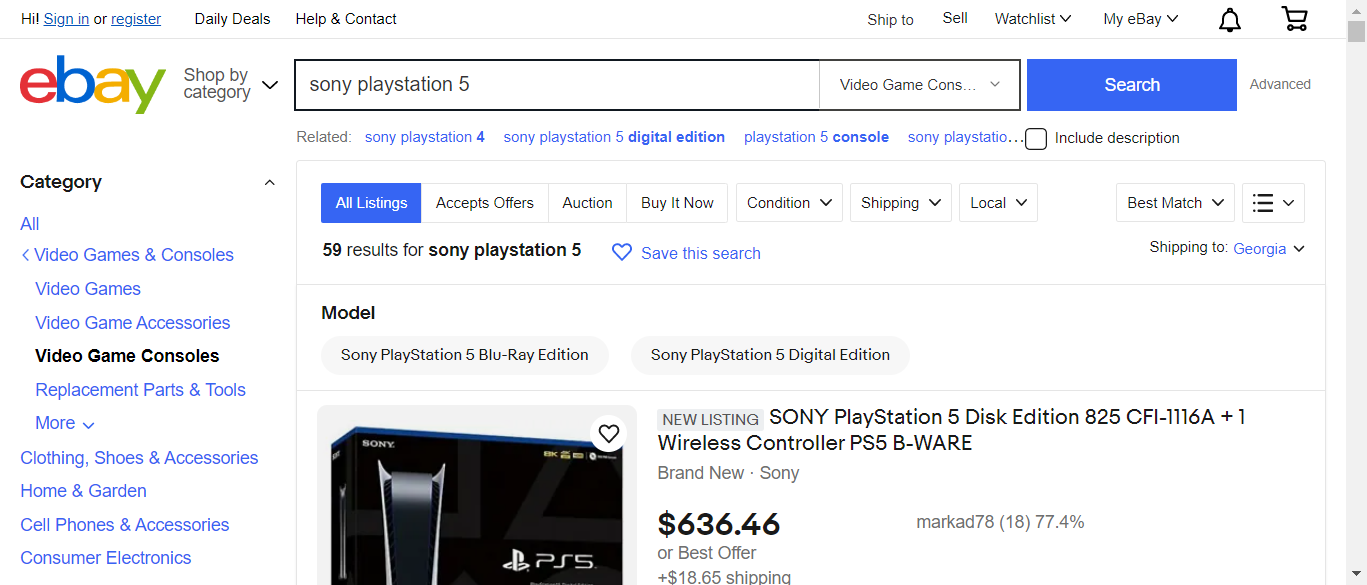 Hi! Sign in or register Daily Deals Help & Contact Ship to Sell Watchlist My eBay
ebay
Shop by
category
sony playstation 5
Video Game Cons...
Search
Advanced
Related: sony playstation 4 sony playstation 5 digital edition playstation 5 console sony playstatio... Include description
Category
All
Video Games & Consoles
Video Games
Video Game Accessories
Video Game Consoles
Replacement Parts & Tools
More
Clothing, Shoes & Accessories
Home & Garden
Cell Phones & Accessories
Consumer Electronics
All Listings Accepts Offers Auction Buy It Now Condition Shipping Local Best Match
59 results for sony playstation 5 Save this search Shipping to: Georgia
Model
Sony PlayStation 5 Blu-Ray Edition Sony PlayStation 5 Digital Edition
SONY
8K
PS5
NEW LISTING SONY PlayStation 5 Disk Edition 825 CFI-1116A + 1
Wireless Controller PS5 B-WARE
Brand New · Sony
$636.46 markad78 (18) 77.4%
or Best Offer
+$18.65 shipping